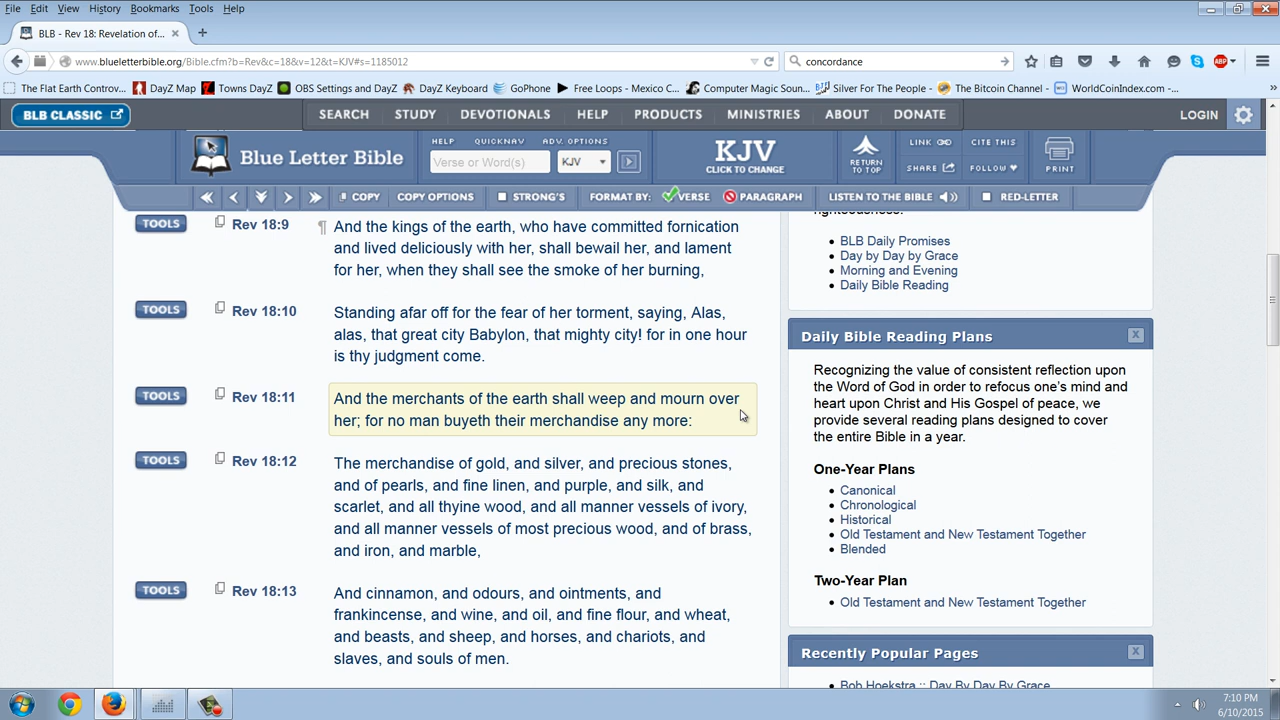 File Edit View History Bookmarks Tools Help
BLB - Rev 18: Revelation of... × +
www.blueletterbible.org/Bible.cfm?b=Rev&c=18&v=12&t=KJV#s=1185012
concordance
The Flat Earth Controv... DayZ Map Towin DayZ OBS Settings and DayZ DayZ Keyboard GoPhone Free Loops - Mexico C... Computer Magic Soun... Silver For The People - The Bitcoin Channel - WorldCoinIndex.com -...
BLB CLASSIC SEARCH STUDY DEVOTIONALS HELP PRODUCTS MINISTRIES ABOUT DONATE LOGIN
Blue Letter Bible
HELP QUICKNAV ADV. OPTIONS
Verse or Word(s) KJV
KJV
CLICK TO CHANGE
RETURN
TO TOP
LINK CITE THIS
SHARE FOLLOW
PRINT
COPY COPY OPTIONS STRONG'S FORMAT BY: VERSE PARAGRAPH LISTEN TO THE BIBLE RED-LETTER
TOOLS Rev 18:9 ¶ And the kings of the earth, who have committed fornication
and lived deliciously with her, shall bewail her, and lament
for her, when they shall see the smoke of her burning,
TOOLS Rev 18:10 Standing afar off for the fear of her torment, saying, Alas,
alas, that great city Babylon, that mighty city! for in one hour
is thy judgment come.
TOOLS Rev 18:11 And the merchants of the earth shall weep and mourn over
her; for no man buyeth their merchandise any more:
TOOLS Rev 18:12 The merchandise of gold, and silver, and precious stones,
and of pearls, and fine linen, and purple, and silk, and
scarlet, and all thyine wood, and all manner vessels of ivory,
and all manner vessels of most precious wood, and of brass,
and iron, and marble,
TOOLS Rev 18:13 And cinnamon, and odours, and ointments, and
frankincense, and wine, and oil, and fine flour, and wheat,
and beasts, and sheep, and horses, and chariots, and
slaves, and souls of men.
righteousness.
BLB Daily Promises
Day by Day by Grace
Morning and Evening
Daily Bible Reading
Daily Bible Reading Plans
Recognizing the value of consistent reflection upon
the Word of God in order to refocus one's mind and
heart upon Christ and His Gospel of peace, we
provide several reading plans designed to cover
the entire Bible in a year.
One-Year Plans
Canonical
Chronological
Historical
Old Testament and New Testament Together
Blended
Two-Year Plan
Old Testament and New Testament Together
Recently Popular Pages
Bob Hoekstra :: Day By Day By Grace
7:10 PM
6/10/2015